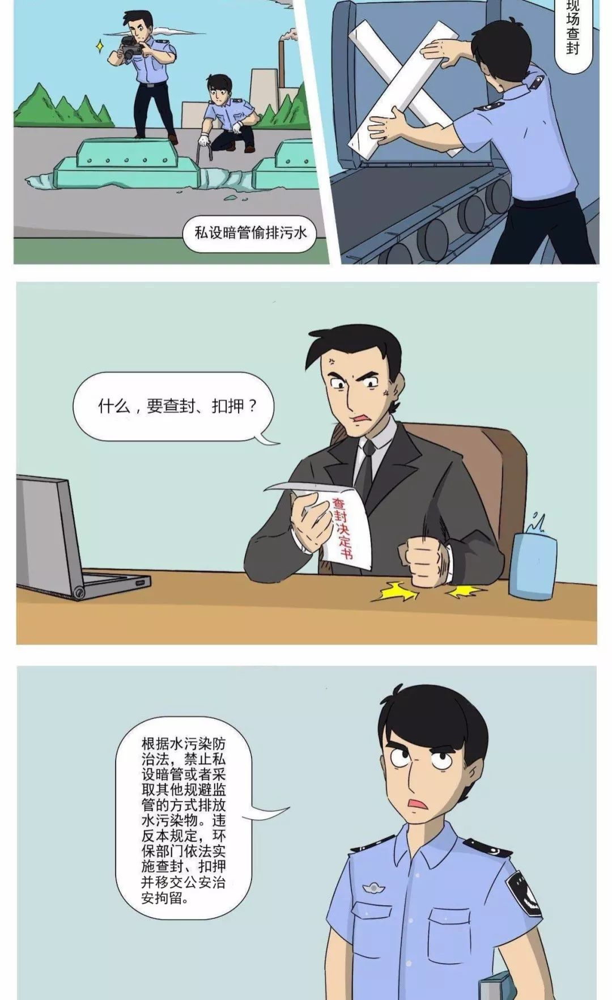 私设暗管偷排污水
现场查封
什么，要查封、扣押？
查封决定书
根据水污染防
治法，禁止私
设暗管或者采
取其他规避监
管的方式排放
水污染物。违
反本规定，环
保部门依法实
施查封、扣押
并移交公安治
安拘留。